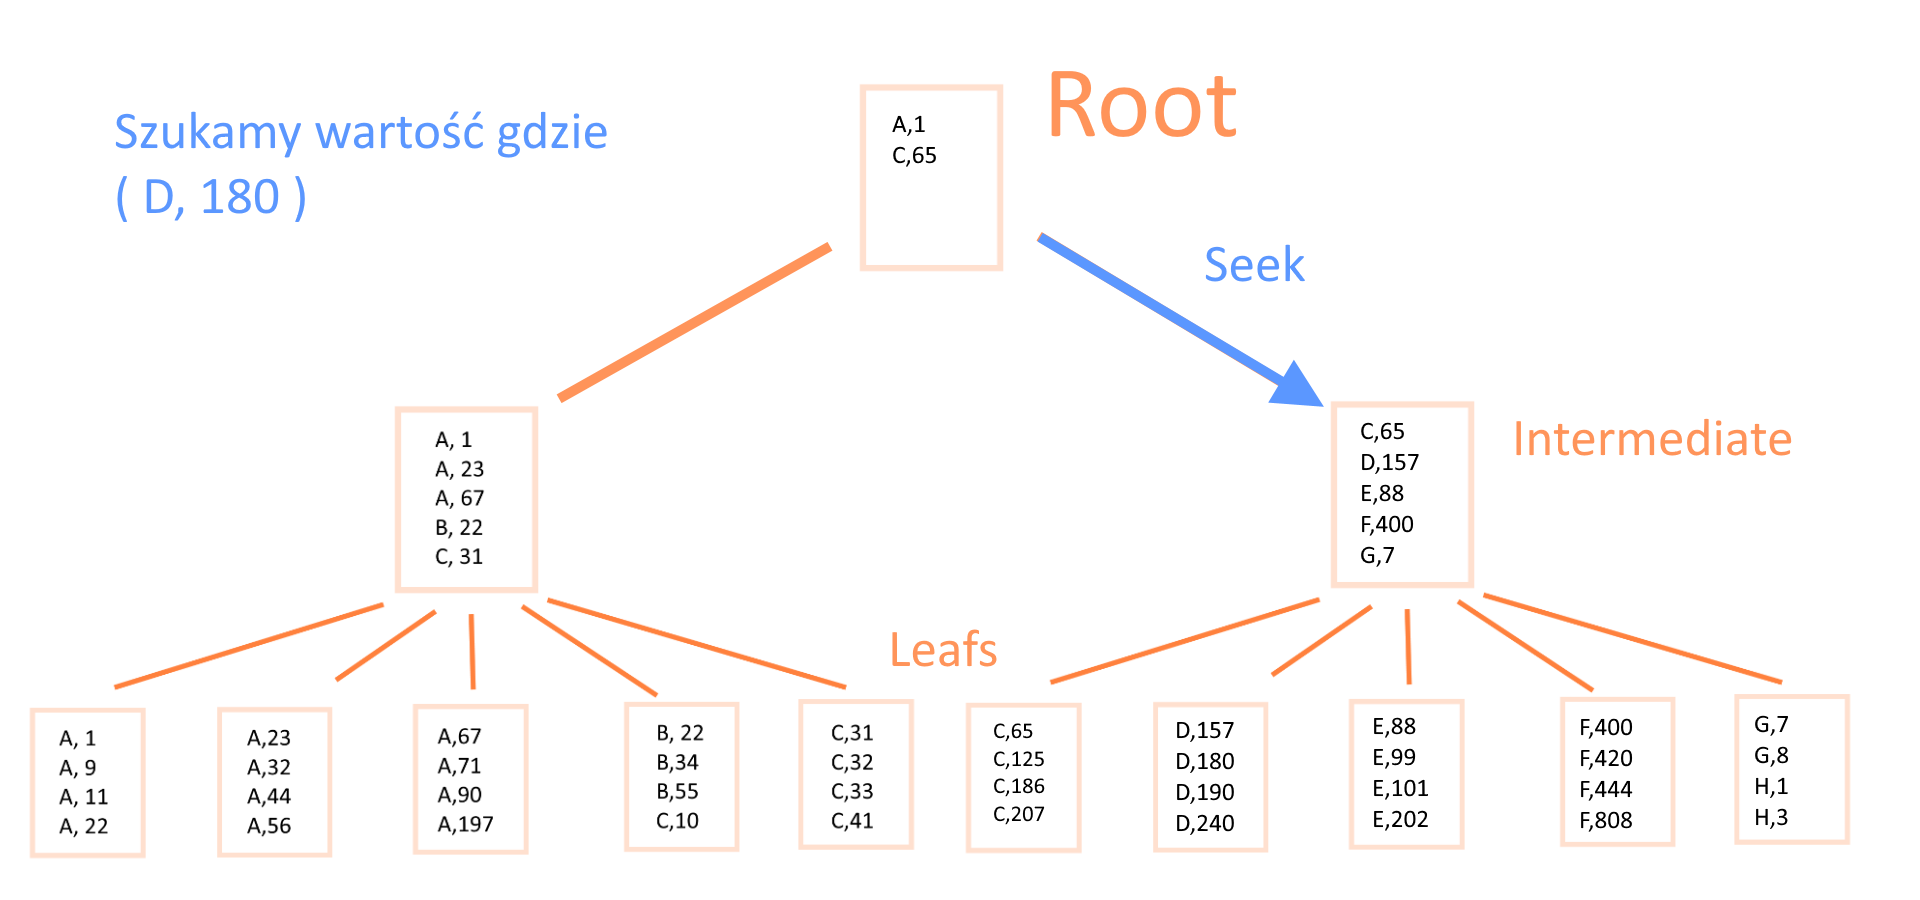 Root
Szukamy wartość gdzie
( D, 180 )
A,1
C,65
Seek
Intermediate
A, 1
A, 23
A, 67
B, 22
C, 31
C,65
D,157
E,88
F,400
G,7
Leafs
A, 1
A, 9
A, 11
A, 22
A,23
A,32
A,44
A,56
A,67
A,71
A,90
A,197
B, 22
B,34
B,55
C,10
C,31
C,32
C,33
C,41
C,65
C,125
C,186
C,207
D,157
D,180
D,190
D,240
E,88
E,99
E,101
E,202
F,400
F,420
F,444
F,808
G,7
G,8
H,1
H,3